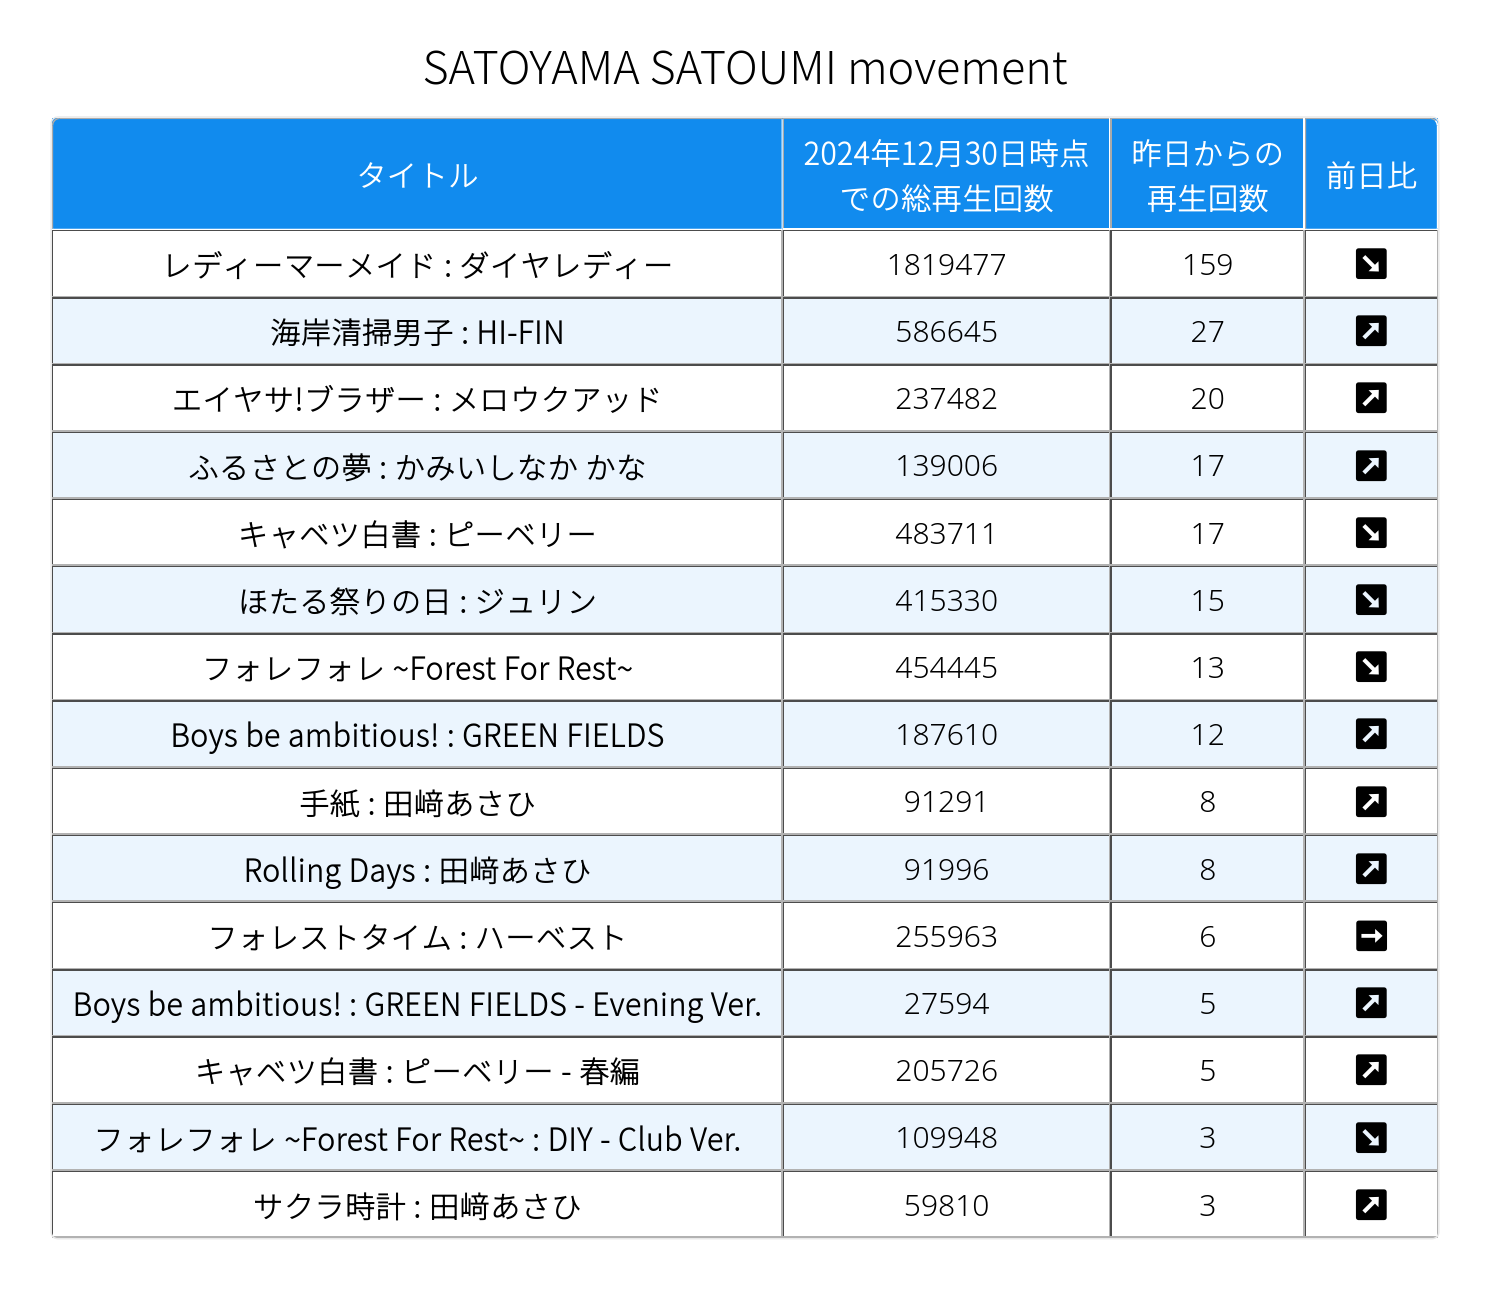 SATOYAMA SATOUMI movement
タイトル 2024年12月30日時点での総再生回数 昨日からの再生回数 前日比
レディーマーメイド : ダイヤレディー 1819477 159 ↘
海岸清掃男子 : HI-FIN 586645 27 ↗
エイヤサ!ブラザー : メロウクアッド 237482 20 ↗
ふるさとの夢 : かみいしなか かな 139006 17 ↗
キャベツ白書 : ピーベリー 483711 17 ↘
ほたる祭りの日 : ジュリン 415330 15 ↘
フォレフォレ ~Forest For Rest~ 454445 13 ↘
Boys be ambitious! : GREEN FIELDS 187610 12 ↗
手紙 : 田﨑あさひ 91291 8 ↗
Rolling Days : 田﨑あさひ 91996 8 ↗
フォレストタイム : ハーベスト 255963 6 →
Boys be ambitious! : GREEN FIELDS - Evening Ver. 27594 5 ↗
キャベツ白書 : ピーベリー - 春編 205726 5 ↗
フォレフォレ ~Forest For Rest~ : DIY - Club Ver. 109948 3 ↘
サクラ時計 : 田﨑あさひ 59810 3 ↗